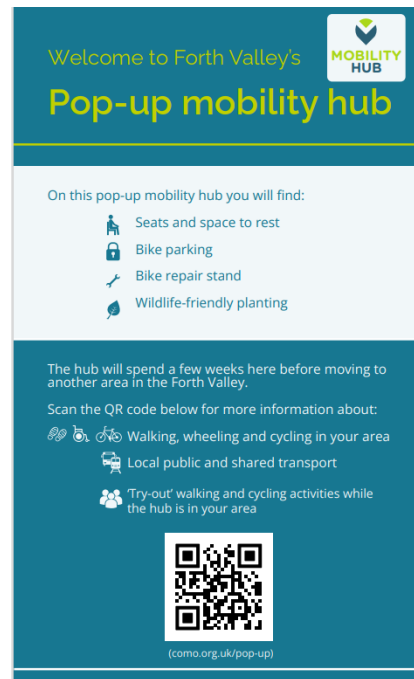 Welcome to Forth Valley's
MOBILITY
HUB
Pop-up mobility hub
On this pop-up mobility hub you will find:
Seats and space to rest
Bike parking
Bike repair stand
Wildlife-friendly planting
The hub will spend a few weeks here before moving to
another area in the Forth Valley.
Scan the QR code below for more information about:
Walking, wheeling and cycling in your area
Local public and shared transport
'Try-out' walking and cycling activities while
the hub is in your area
(como.org.uk/pop-up)